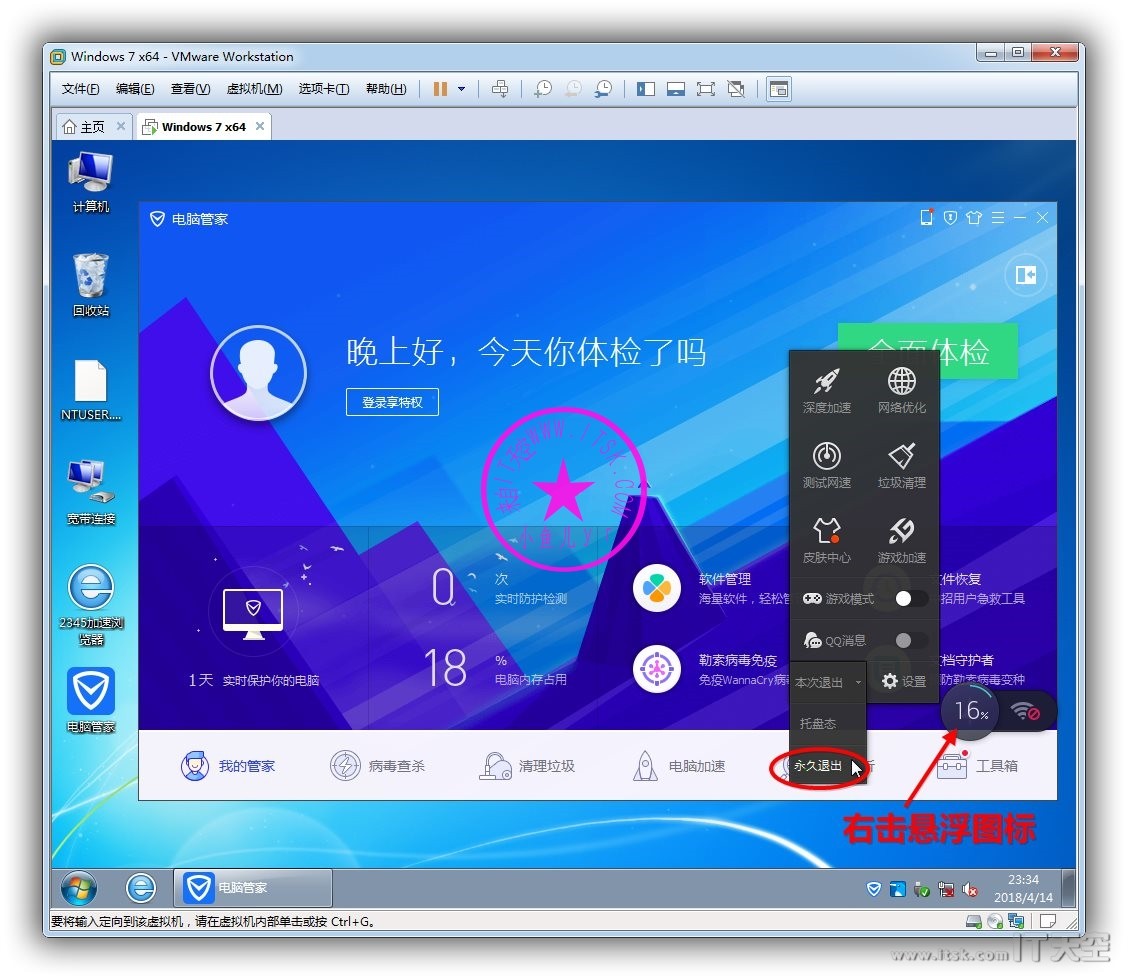 Windows 7 x64 - VMware Workstation
文件(F) 编辑(E) 查看(V) 虚拟机(M) 选项卡(T) 帮助(H)
主页 Windows 7 x64
计算机
回收站
NTUSER....
宽带连接
2345加速浏
览器
电脑管家
电脑管家
晚上好，今天你体检了吗
登录享特权
体检
深度加速 网络优化
测试网速 垃圾清理
皮肤中心 游戏加速
游戏模式
QQ消息
本次退出 设置
托盘态
永久退出
0 次
实时防护检测
18 %
电脑内存占用
1天 实时保护你的电脑
软件管理
海量软件，轻松
勒索病毒免疫
免疫WannaCry
件恢复
招用户急救工具
档守护者
防勒索病毒变种
16%
我的管家 病毒查杀 清理垃圾 电脑加速 工具箱
右击悬浮图标
www.itsk.com
电脑管家
23:34
2018/4/14
要将输入定向到该虚拟机，请在虚拟机内部单击或按 Ctrl+G。
www.itsk.com IT天空